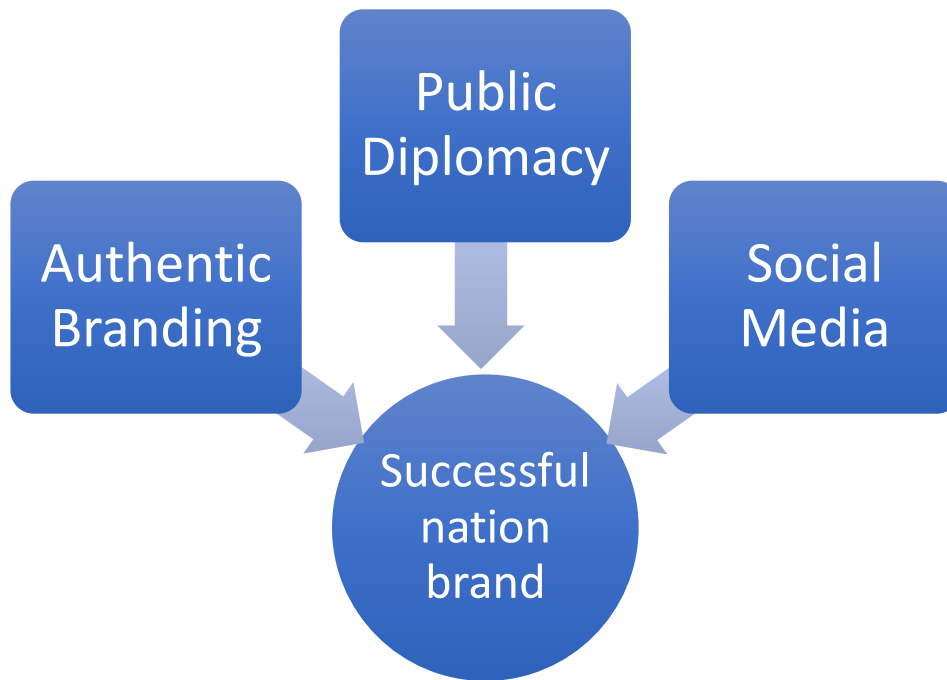 Public
Diplomacy
Authentic
Branding
Social
Media
Successful
nation
brand